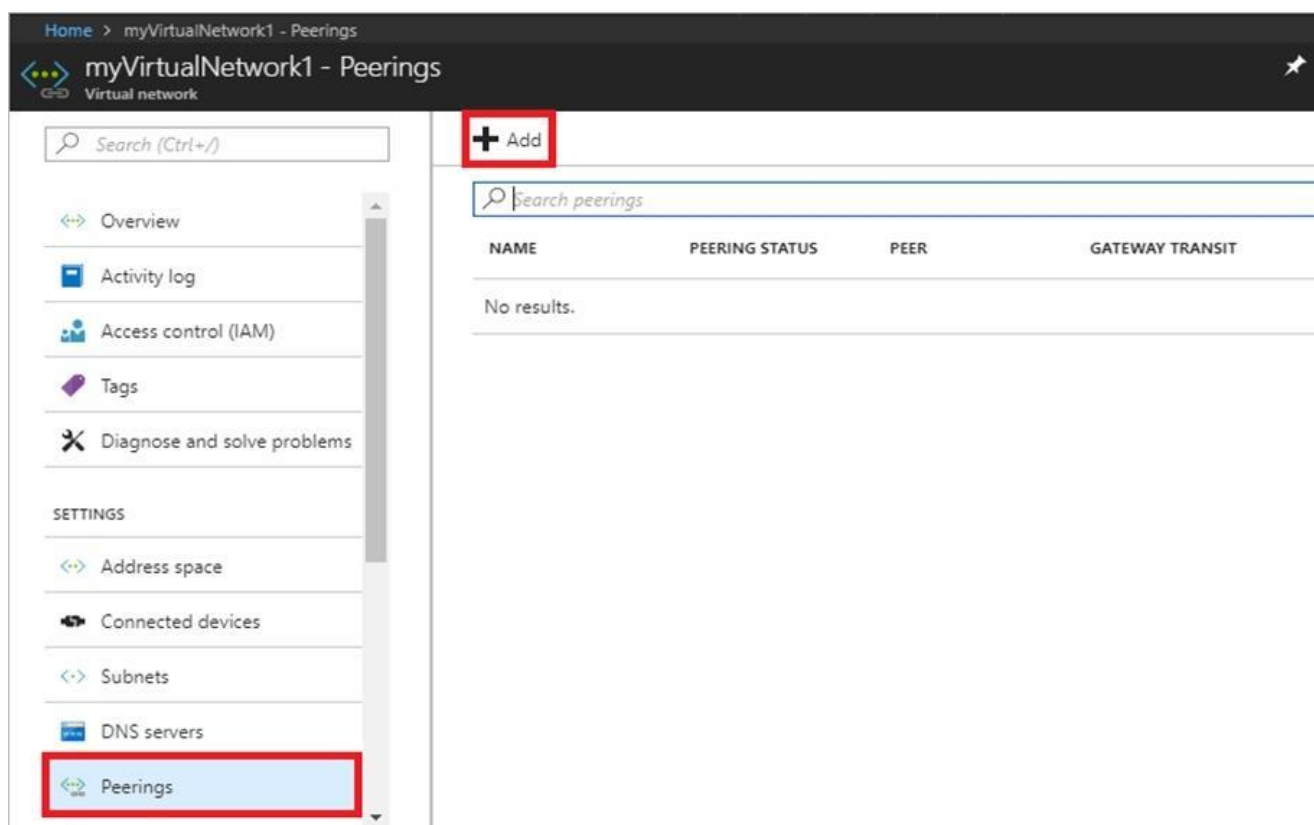 Home > myVirtualNetwork1 - Peerings
myVirtualNetwork1 - Peerings
Virtual network
Search (Ctrl+/)
Overview
Activity log
Access control (IAM)
Tags
Diagnose and solve problems
SETTINGS
Address space
Connected devices
Subnets
DNS servers
Peerings
+ Add
Search peerings
NAME PEERING STATUS PEER GATEWAY TRANSIT
No results.